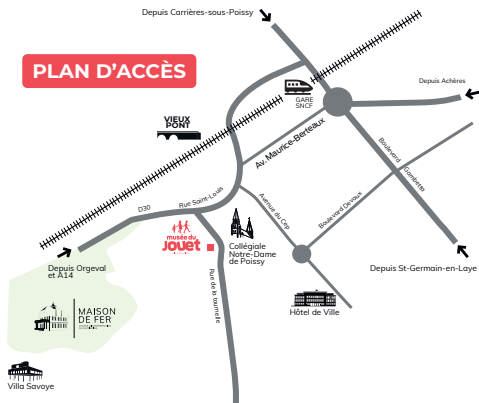 Depuis Carrières-sous-Poissy
PLAN D'ACCÈS
Depuis Achères
GARE
SNCF
VIEUX
PONT
Av. Maurice-Berteaux
Boulevard
Gambetta
Boulevard Devaux
Avenue du Cep
Rue Saint-Louis
D30
musée du
Jouet
Collégiale
Notre-Dame
de Poissy
Depuis Orgeval
et A14
Depuis St-Germain-en-Laye
Rue de la tournelle
Hôtel de Ville
MAISON
DE FER
Villa Savoye